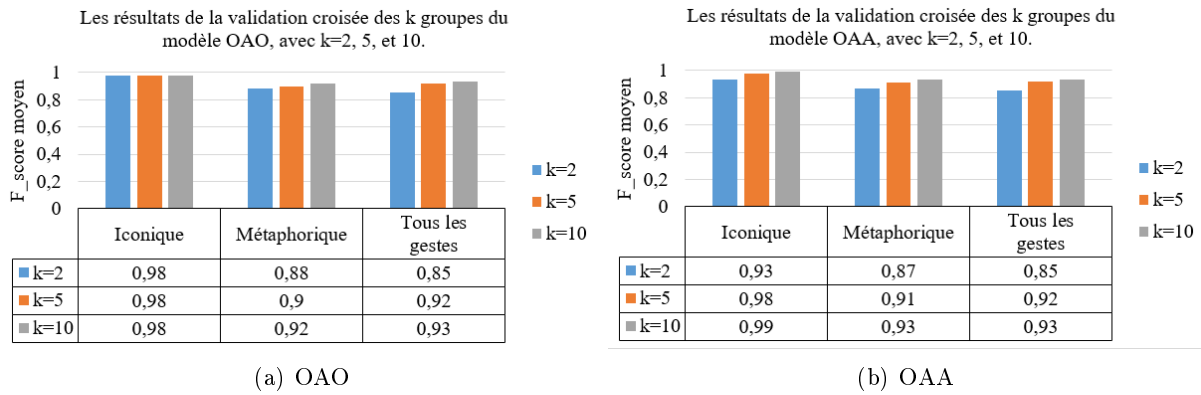 Les résultats de la validation croisée des k groupes du
modèle OAO, avec k=2, 5, et 10.
F_score moyen
1
0,8
0,6
0,4
0,2
0
Iconique Métaphorique Tous les
gestes
k=2 0,98 0,88 0,85
k=5 0,98 0,9 0,92
k=10 0,98 0,92 0,93
k=2
k=5
k=10
(a) OAO
Les résultats de la validation croisée des k groupes du
modèle OAA, avec k=2, 5, et 10.
F_score moyen
1
0,8
0,6
0,4
0,2
0
Iconique Métaphorique Tous les
gestes
k=2 0,93 0,87 0,85
k=5 0,98 0,91 0,92
k=10 0,99 0,93 0,93
k=2
k=5
k=10
(b) OAA